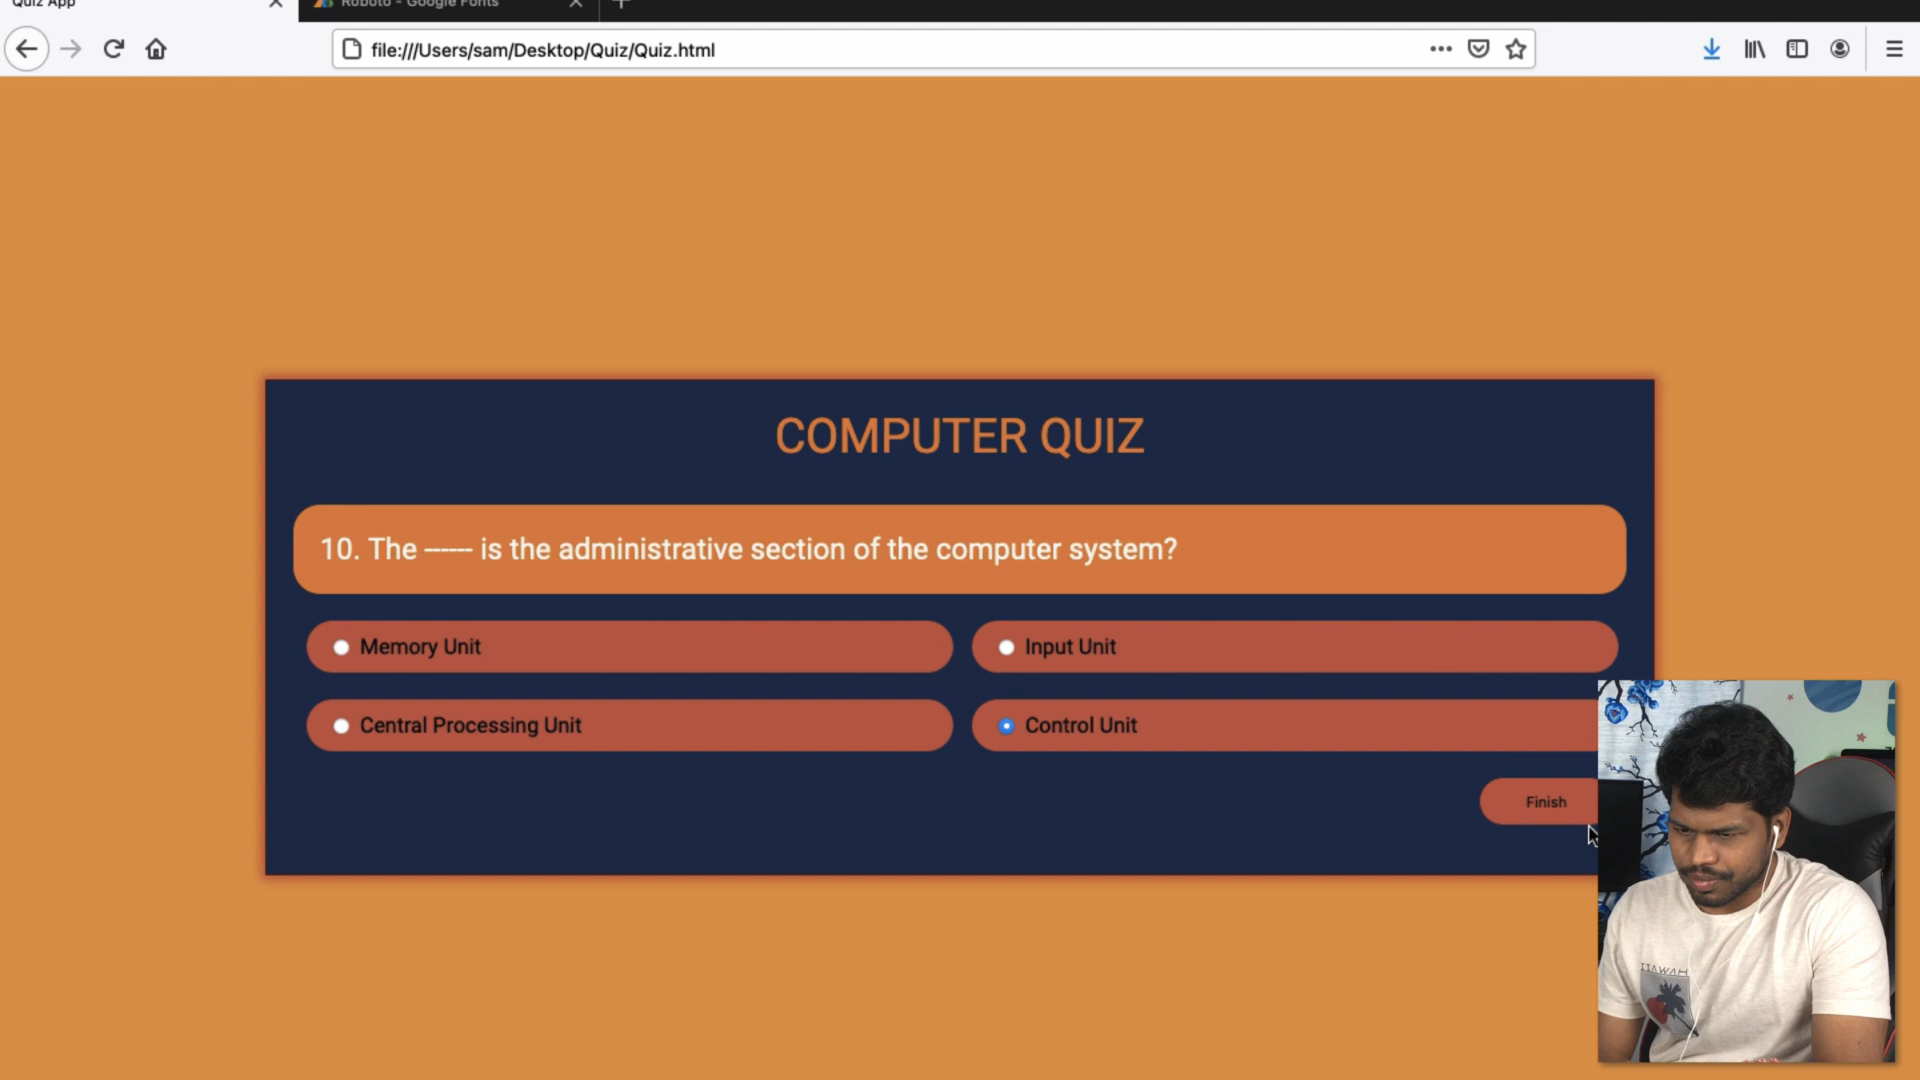 Quiz App
Roboto - Google Fonts
file:///Users/sam/Desktop/Quiz/Quiz.html
COMPUTER QUIZ
10. The ------ is the administrative section of the computer system?
Memory Unit
Input Unit
Central Processing Unit
Control Unit
Finish